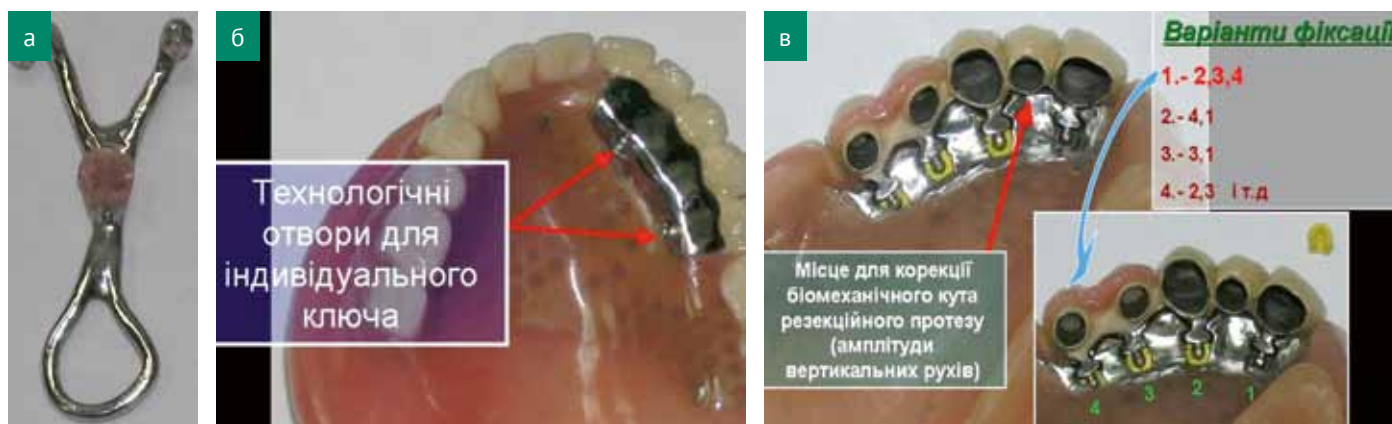 а
б
в
Технологічні
отвори для
індивідуального
ключа
Місце для корекції
біомеханічного кута
резекційного протезу
(амплітуди
вертикальних рухів)
Варіанти фіксації
1.- 2,3,4
2.- 4,1
3.- 3,1
4.- 2,3 і т.д
4 3 2 1